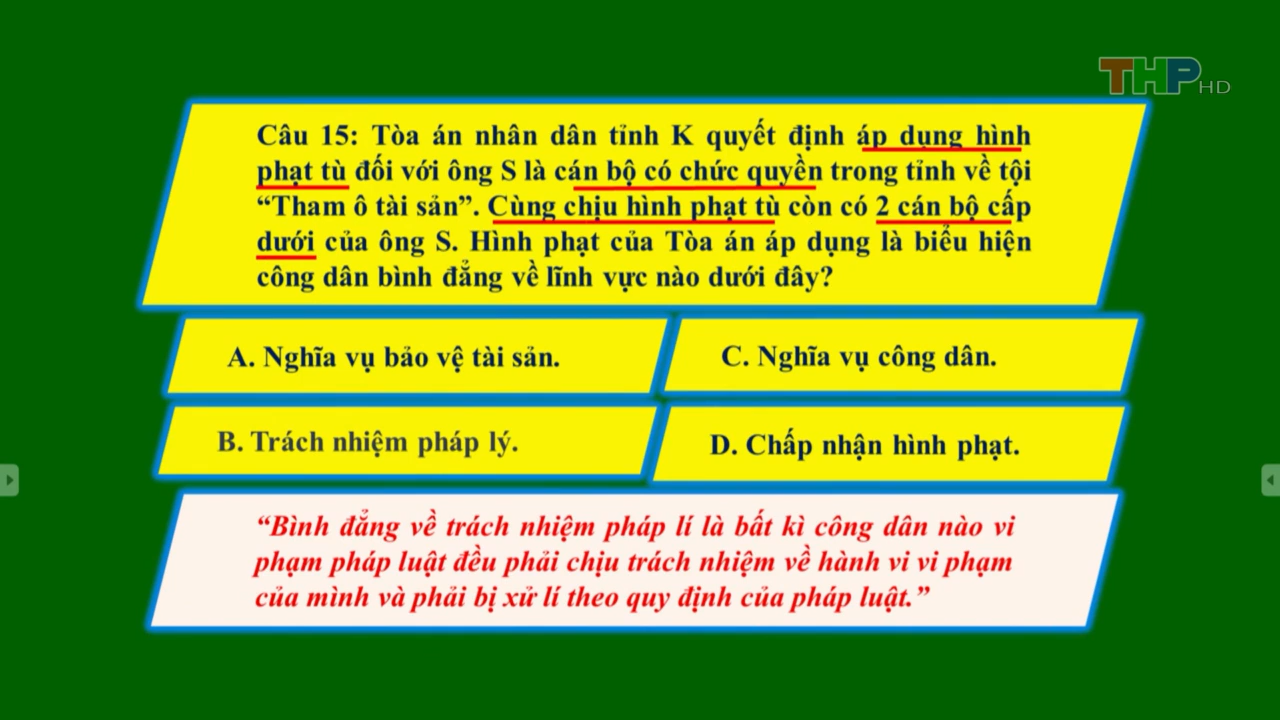 THP HD
Câu 15: Tòa án nhân dân tỉnh K quyết định áp dụng hình
phạt tù đối với ông S là cán bộ có chức quyền trong tỉnh về tội
“Tham ô tài sản”. Cùng chịu hình phạt tù còn có 2 cán bộ cấp
dưới của ông S. Hình phạt của Tòa án áp dụng là biểu hiện
công dân bình đẳng về lĩnh vực nào dưới đây?
A. Nghĩa vụ bảo vệ tài sản.
C. Nghĩa vụ công dân.
B. Trách nhiệm pháp lý.
D. Chấp nhận hình phạt.
“Bình đẳng về trách nhiệm pháp lí là bất kì công dân nào vi
phạm pháp luật đều phải chịu trách nhiệm về hành vi vi phạm
của mình và phải bị xử lí theo quy định của pháp luật.”